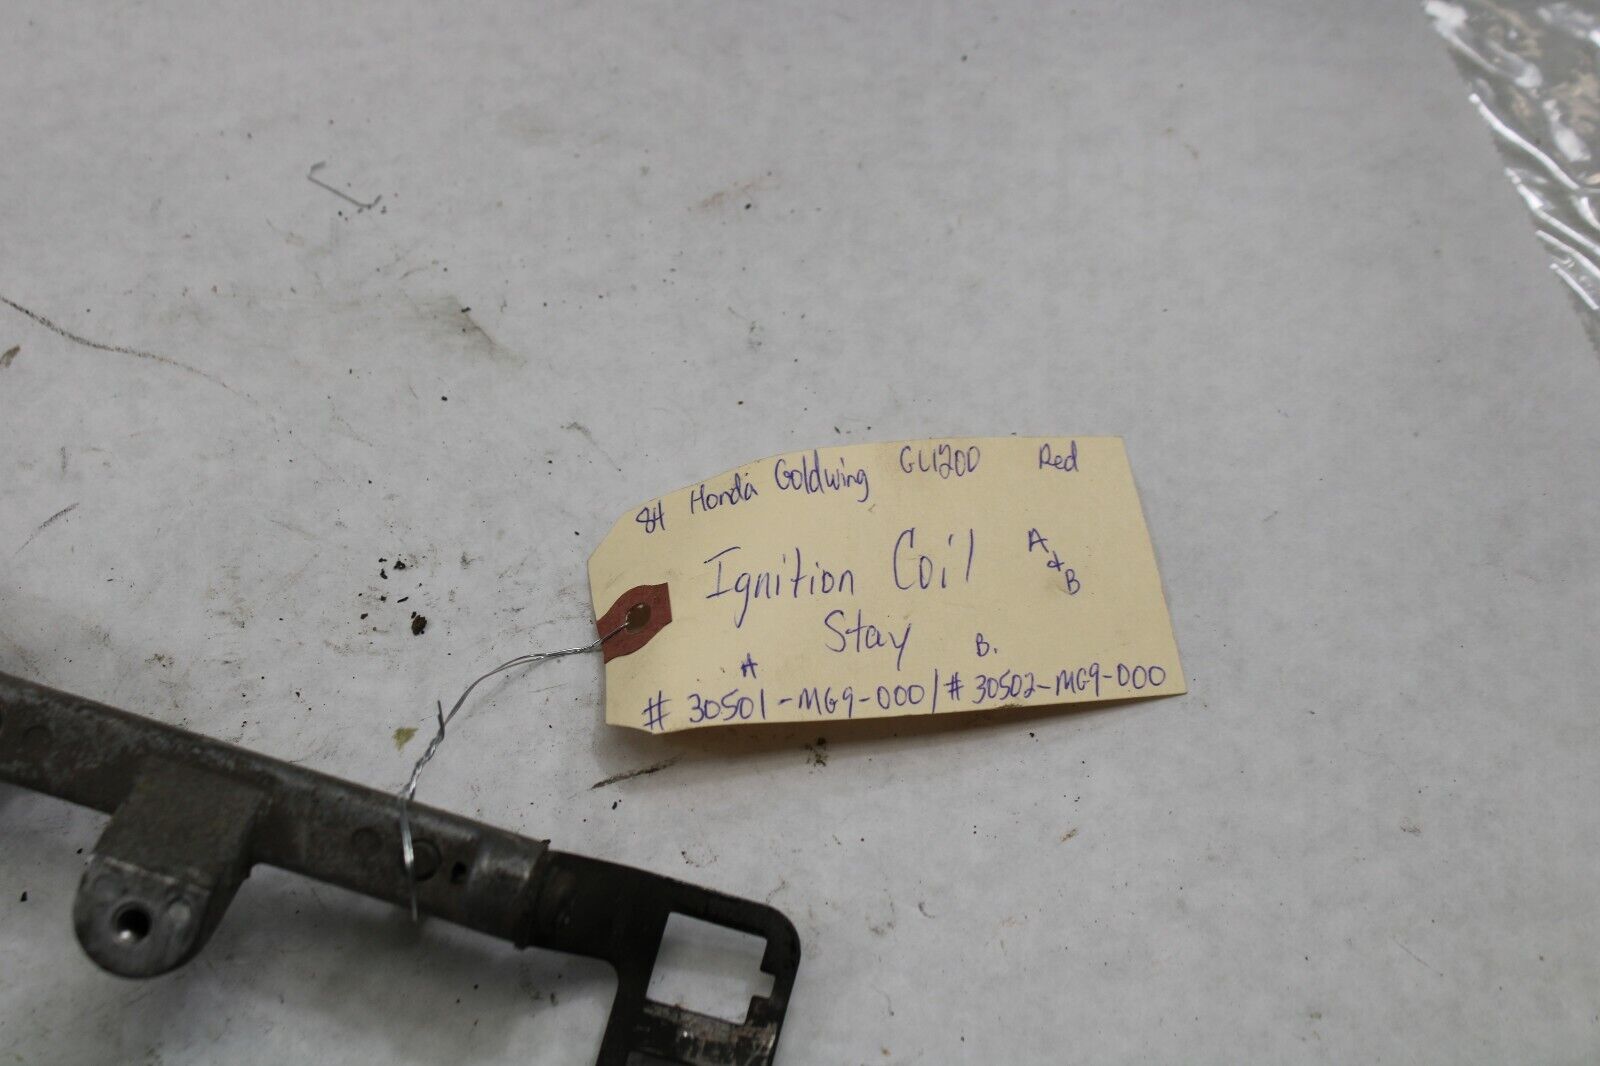 84 Honda Goldwing GL1200 Red
Ignition Coil A & B
Stay
A B.
# 30501-MG9-000 / # 30502-MG9-000